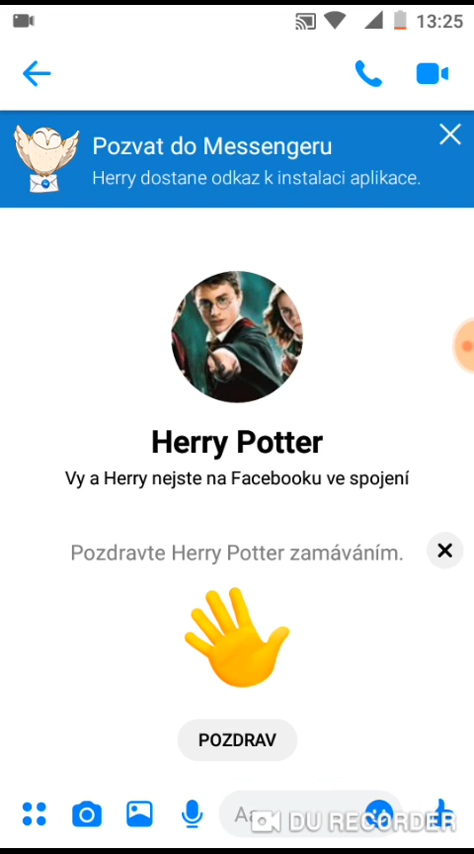 13:25
Pozvat do Messengeru
Herry dostane odkaz k instalaci aplikace.
Herry Potter
Vy a Herry nejste na Facebooku ve spojení
Pozdravte Herry Potter zamáváním.
POZDRAV
Aa
DU RECORDER